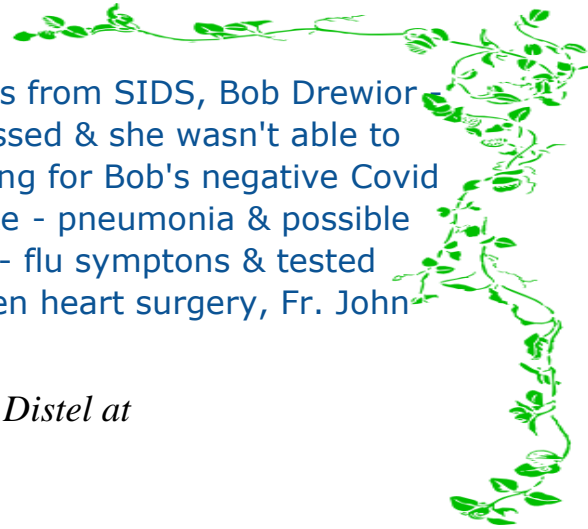 s from SIDS, Bob Drewior -
ssed & she wasn't able to
ng for Bob's negative Covid
e - pneumonia & possible
- flu symptons & tested
en heart surgery, Fr. John
Distel at